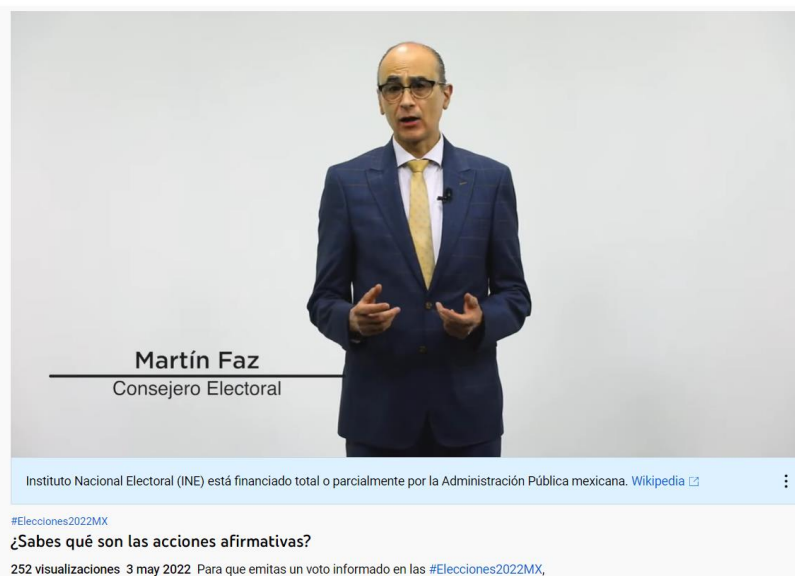 Martín Faz
Consejero Electoral
Instituto Nacional Electoral (INE) está financiado total o parcialmente por la Administración Pública mexicana. Wikipedia
#Elecciones2022MX
¿Sabes qué son las acciones afirmativas?
252 visualizaciones 3 may 2022 Para que emitas un voto informado en las #Elecciones2022MX,